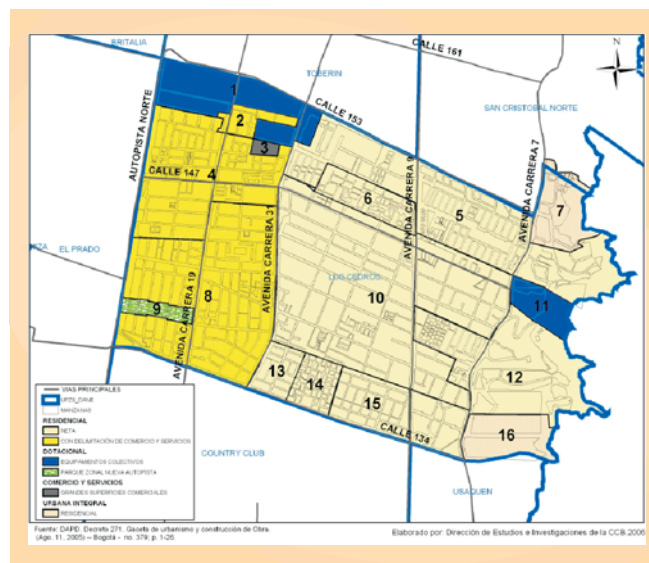 BRITALIA
CALLE 161
N
TOBERIN
SAN CRISTOBAL NORTE
1
CALLE 153
2
3
AUTOPISTA NORTE
AVENIDA CARRERA 9
AVENIDA CARRERA 7
CALLE 147
4
6
5
7
AVENIDA CARRERA 31
EL PRADO
LOS CEDROS
8
10
9
11
AVENIDA CARRERA 19
12
13
14
15
16
CALLE 134
COUNTRY CLUB
USAQUEN
VIAS PRINCIPALES
UPZS_DANE
MANZANAS
RESIDENCIAL
NETA
CON DELIMITACIÓN DE COMERCIO Y SERVICIOS
DOTACIONAL
EQUIPAMENTOS COLECTIVOS
PARQUE ZONAL NUEVA AUTOPISTA
COMERCIO Y SERVICIOS
GRANDES SUPERFICIES COMERCIALES
URBANA INTEGRAL
RESIDENCIAL
Fuente: DAPD. Decreto 271. Gaceta de urbanismo y construcción de Obra.
(Ago. 11, 2005) -- Bogotá - no. 379; p. 1-26.
Elaborado por: Dirección de Estudios e Investigaciones de la CCB.2006